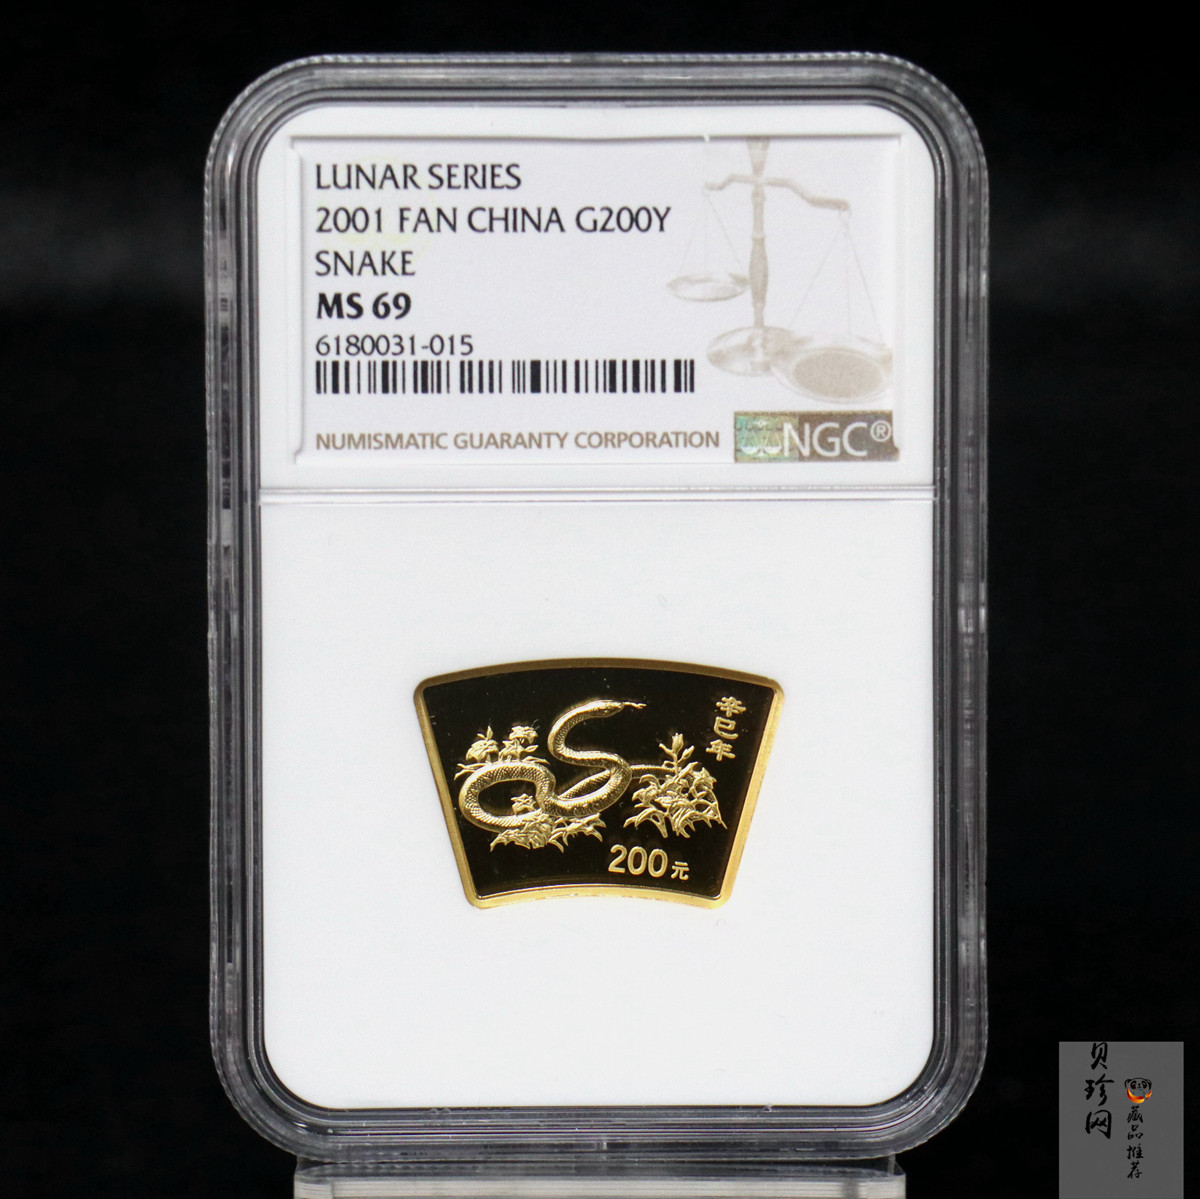 LUNAR SERIES
2001 FAN CHINA G200Y
SNAKE
MS 69
6180031-015
NUMISMATIC GUARANTY CORPORATION
NGC®
辛巳年
200元
贝珍网
藏品推荐